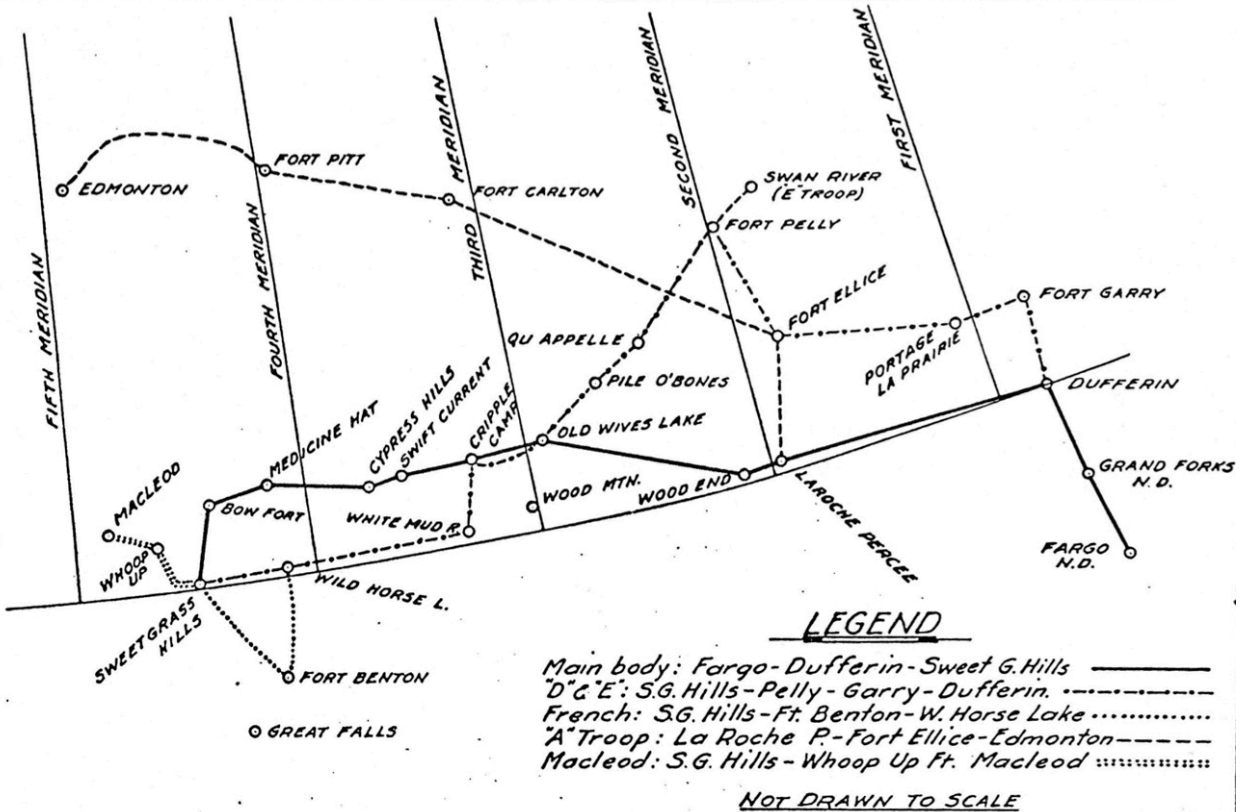 FIFTH MERIDIAN
FOURTH MERIDIAN
THIRD MERIDIAN
SECOND MERIDIAN
FIRST MERIDIAN
EDMONTON
FORT PITT
FORT CARLTON
SWAN RIVER
("E" TROOP)
FORT PELLY
FORT ELLICE
PORTAGE
LA PRAIRIE
FORT GARRY
DUFFERIN
GRAND FORKS
N.D.
FARGO
N.D.
QU APPELLE
PILE O'BONES
OLD WIVES LAKE
CRIPPLE
CAMP
SWIFT CURRENT
CYPRESS HILLS
MEDICINE HAT
BOW FORT
MACLEOD
WHOOP
UP
WHITE MUD R.
WOOD MTN.
WOOD END
LAROCHE PERCEE
WILD HORSE L.
SWEETGRASS
HILLS
FORT BENTON
GREAT FALLS
LEGEND
Main body: Fargo-Dufferin-Sweet G. Hills
"D" & "E": S.G. Hills-Pelly-Garry-Dufferin.
French: S.G. Hills-Ft. Benton-W. Horse Lake
"A" Troop: La Roche P.-Fort Ellice-Edmonton
Macleod: S.G. Hills-Whoop Up Ft. Macleod
NOT DRAWN TO SCALE